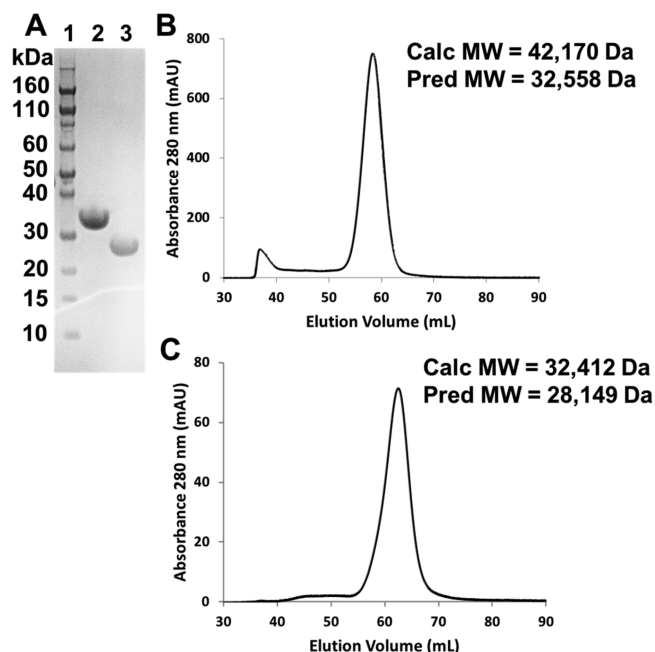 A
1 2 3
kDa
160
110
60
50
40
30
20
15
10
B
Calc MW = 42,170 Da
Pred MW = 32,558 Da
Absorbance 280 nm (mAU)
800
600
400
200
0
30 40 50 60 70 80 90
Elution Volume (mL)
C
Calc MW = 32,412 Da
Pred MW = 28,149 Da
Absorbance 280 nm (mAU)
80
60
40
20
0
30 40 50 60 70 80 90
Elution Volume (mL)